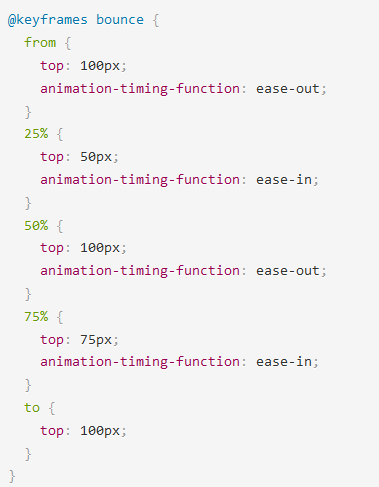 @keyframes bounce {
  from {
    top: 100px;
    animation-timing-function: ease-out;
  }
  25% {
    top: 50px;
    animation-timing-function: ease-in;
  }
  50% {
    top: 100px;
    animation-timing-function: ease-out;
  }
  75% {
    top: 75px;
    animation-timing-function: ease-in;
  }
  to {
    top: 100px;
  }
}